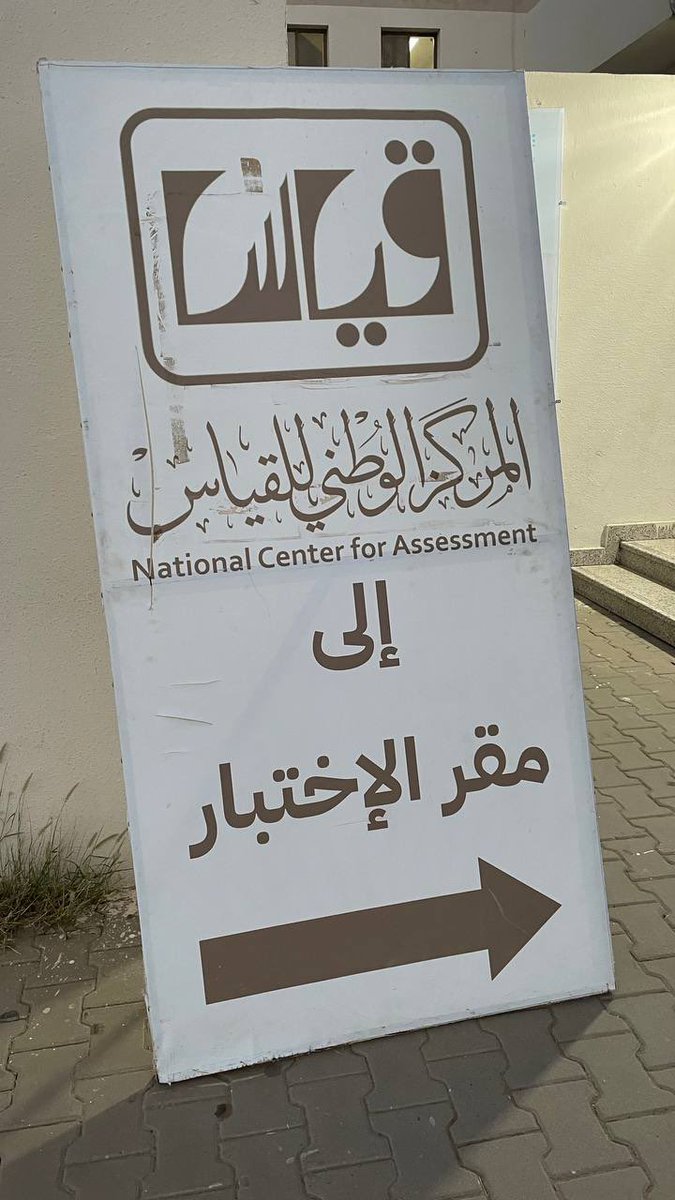 قياس
المركز الوطني للقياس
National Center for Assessment
إلى
مقر الإختبار